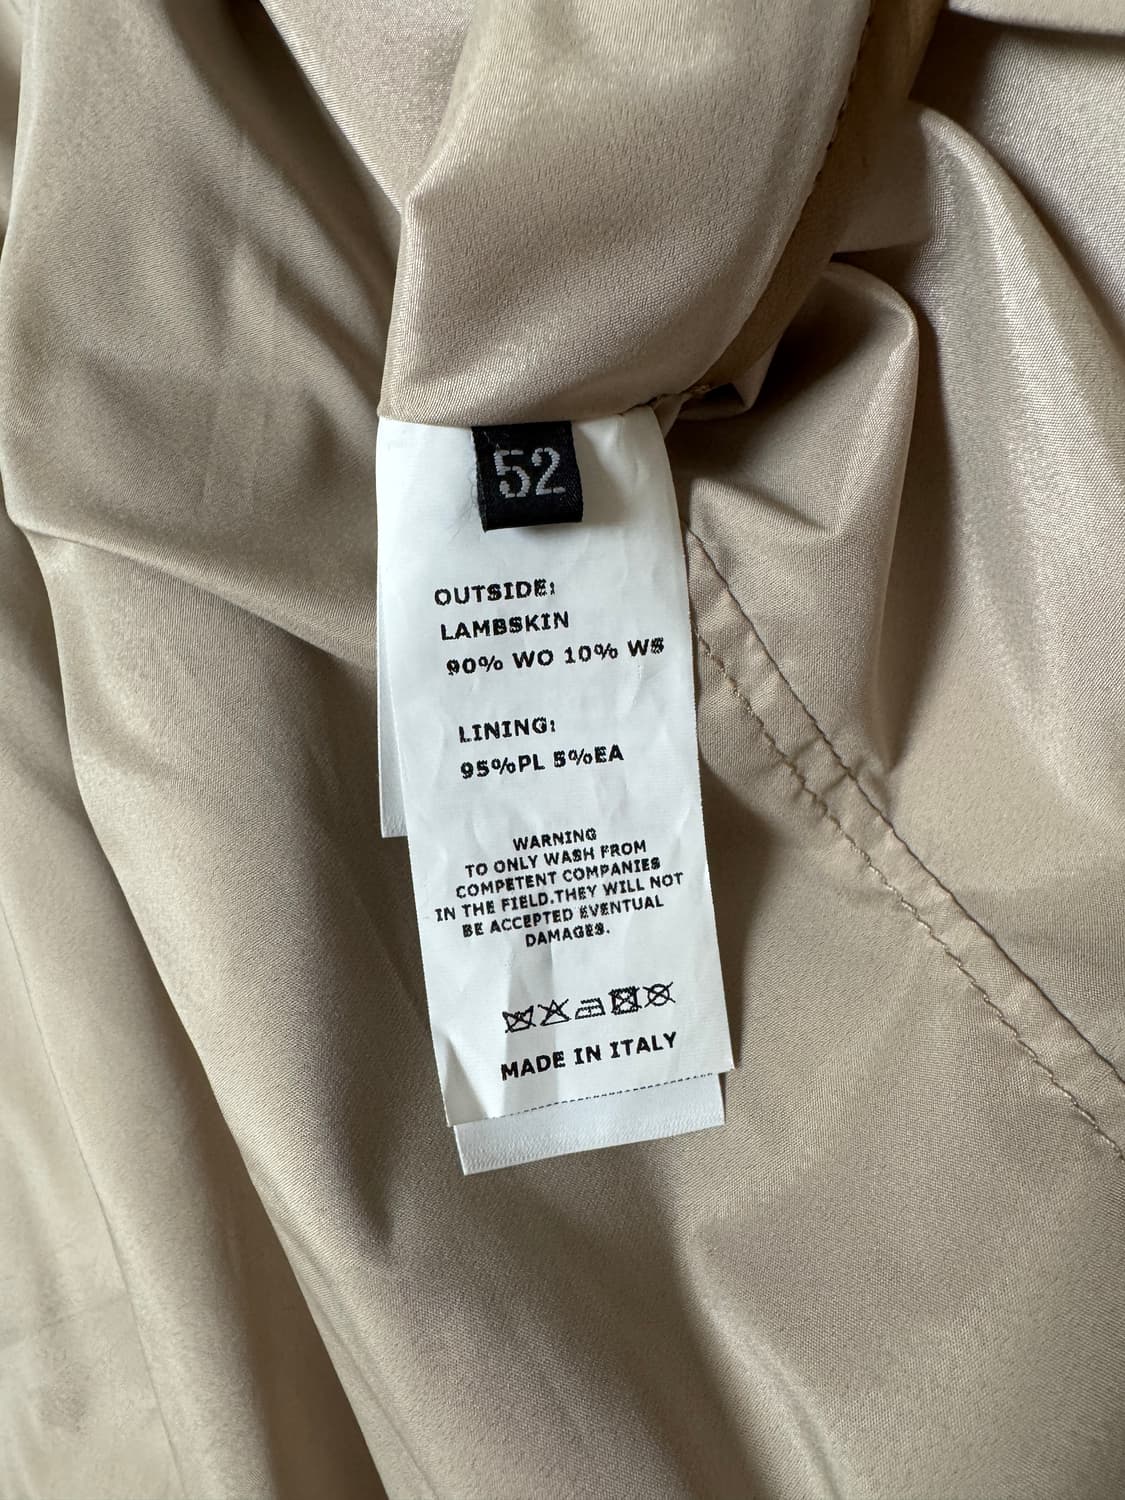 52
OUTSIDE:
LAMBSKIN
90% WO 10% WS
LINING:
95%PL 5%EA
WARNING
TO ONLY WASH FROM
COMPETENT COMPANIES
IN THE FIELD.THEY WILL NOT
BE ACCEPTED EVENTUAL
DAMAGES.
MADE IN ITALY